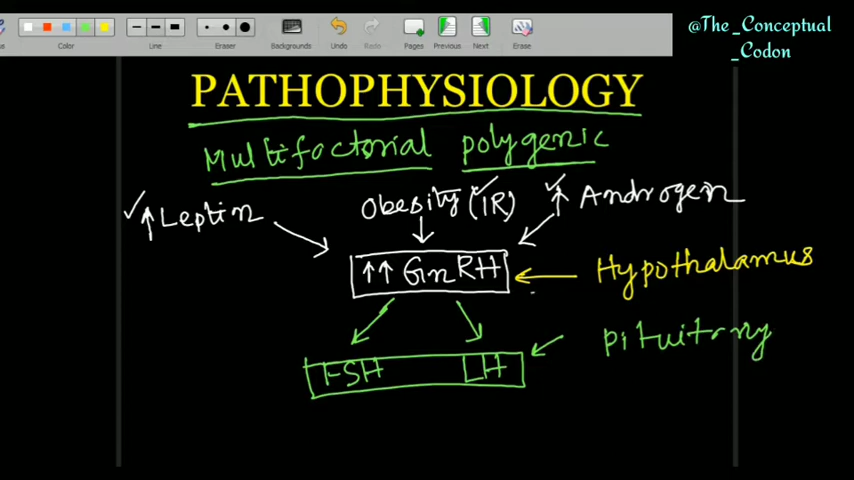 @The_Conceptual
_Codon
Color
Line
Eraser
Backgrounds
Undo
Redo
Pages
Previous
Next
Erase
PATHOPHYSIOLOGY
Multifactorial polygenic
↑Leptin
Obesity (IR)
↑ Androgen
↑↑ GnRH
Hypothalamus
FSH LH
Pituitary